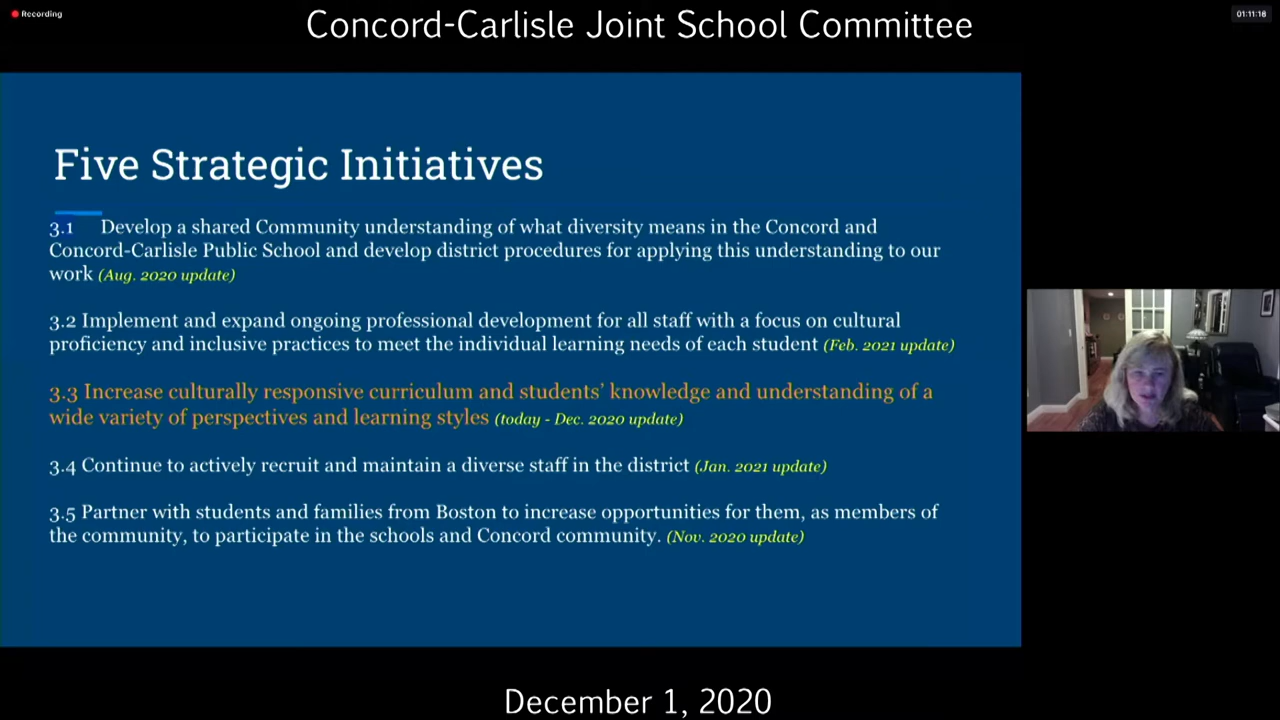 Recording
Concord-Carlisle Joint School Committee
01:11:18
Five Strategic Initiatives
3.1 Develop a shared Community understanding of what diversity means in the Concord and
Concord-Carlisle Public School and develop district procedures for applying this understanding to our
work (Aug. 2020 update)
3.2 Implement and expand ongoing professional development for all staff with a focus on cultural
proficiency and inclusive practices to meet the individual learning needs of each student (Feb. 2021 update)
3.3 Increase culturally responsive curriculum and students’ knowledge and understanding of a
wide variety of perspectives and learning styles (today - Dec. 2020 update)
3.4 Continue to actively recruit and maintain a diverse staff in the district (Jan. 2021 update)
3.5 Partner with students and families from Boston to increase opportunities for them, as members of
the community, to participate in the schools and Concord community. (Nov. 2020 update)
December 1, 2020